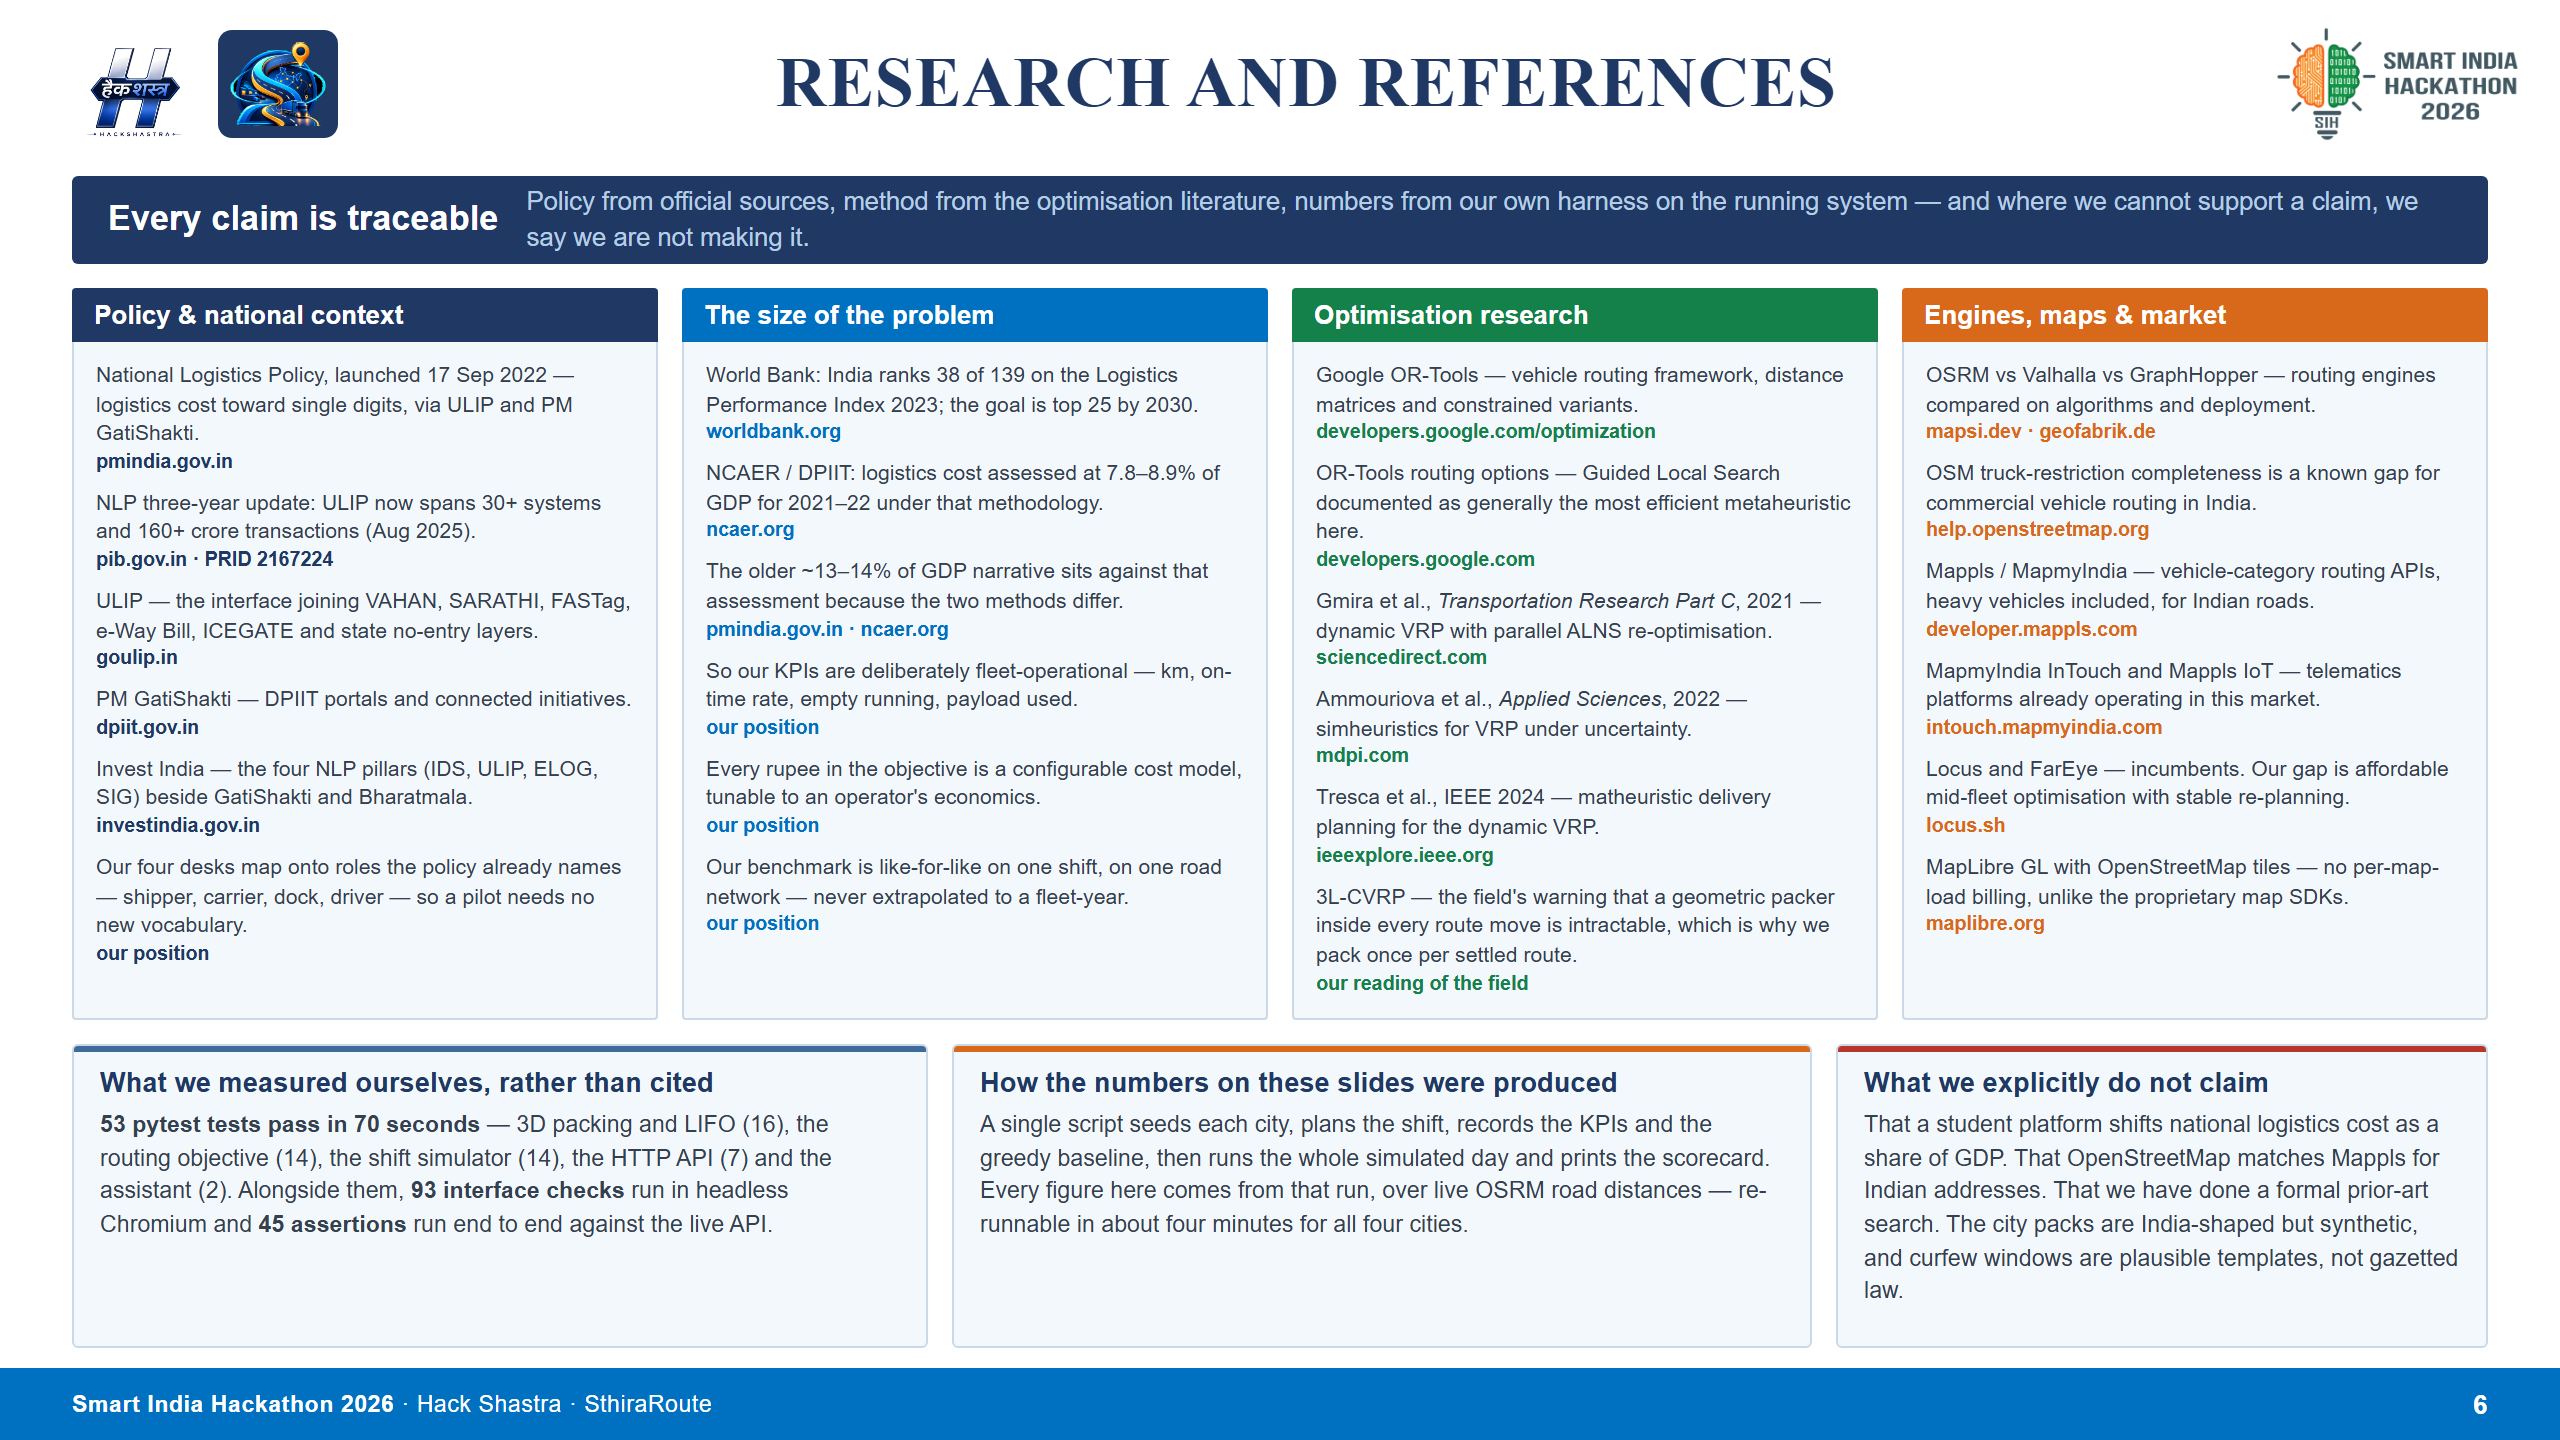 हैकशस्त्र
HACKSHASTRA
RESEARCH AND REFERENCES
SIH
SMART INDIA
HACKATHON
2026
Every claim is traceable
Policy from official sources, method from the optimisation literature, numbers from our own harness on the running system — and where we cannot support a claim, we
say we are not making it.
Policy & national context
National Logistics Policy, launched 17 Sep 2022 —
logistics cost toward single digits, via ULIP and PM
GatiShakti.
pmindia.gov.in
NLP three-year update: ULIP now spans 30+ systems
and 160+ crore transactions (Aug 2025).
pib.gov.in · PRID 2167224
ULIP — the interface joining VAHAN, SARATHI, FASTag,
e-Way Bill, ICEGATE and state no-entry layers.
goulip.in
PM GatiShakti — DPIIT portals and connected initiatives.
dpiit.gov.in
Invest India — the four NLP pillars (IDS, ULIP, ELOG,
SIG) beside GatiShakti and Bharatmala.
investindia.gov.in
Our four desks map onto roles the policy already names
— shipper, carrier, dock, driver — so a pilot needs no
new vocabulary.
our position
The size of the problem
World Bank: India ranks 38 of 139 on the Logistics
Performance Index 2023; the goal is top 25 by 2030.
worldbank.org
NCAER / DPIIT: logistics cost assessed at 7.8–8.9% of
GDP for 2021–22 under that methodology.
ncaer.org
The older ~13–14% of GDP narrative sits against that
assessment because the two methods differ.
pmindia.gov.in · ncaer.org
So our KPIs are deliberately fleet-operational — km, on-
time rate, empty running, payload used.
our position
Every rupee in the objective is a configurable cost model,
tunable to an operator's economics.
our position
Our benchmark is like-for-like on one shift, on one road
network — never extrapolated to a fleet-year.
our position
Optimisation research
Google OR-Tools — vehicle routing framework, distance
matrices and constrained variants.
developers.google.com/optimization
OR-Tools routing options — Guided Local Search
documented as generally the most efficient metaheuristic
here.
developers.google.com
Gmira et al., Transportation Research Part C, 2021 —
dynamic VRP with parallel ALNS re-optimisation.
sciencedirect.com
Ammouriova et al., Applied Sciences, 2022 —
simheuristics for VRP under uncertainty.
mdpi.com
Tresca et al., IEEE 2024 — matheuristic delivery
planning for the dynamic VRP.
ieeexplore.ieee.org
3L-CVRP — the field's warning that a geometric packer
inside every route move is intractable, which is why we
pack once per settled route.
our reading of the field
Engines, maps & market
OSRM vs Valhalla vs GraphHopper — routing engines
compared on algorithms and deployment.
mapsi.dev · geofabrik.de
OSM truck-restriction completeness is a known gap for
commercial vehicle routing in India.
help.openstreetmap.org
Mappls / MapmyIndia — vehicle-category routing APIs,
heavy vehicles included, for Indian roads.
developer.mappls.com
MapmyIndia InTouch and Mappls IoT — telematics
platforms already operating in this market.
intouch.mapmyindia.com
Locus and FarEye — incumbents. Our gap is affordable
mid-fleet optimisation with stable re-planning.
locus.sh
MapLibre GL with OpenStreetMap tiles — no per-map-
load billing, unlike the proprietary map SDKs.
maplibre.org
What we measured ourselves, rather than cited
53 pytest tests pass in 70 seconds — 3D packing and LIFO (16), the
routing objective (14), the shift simulator (14), the HTTP API (7) and the
assistant (2). Alongside them, 93 interface checks run in headless
Chromium and 45 assertions run end to end against the live API.
How the numbers on these slides were produced
A single script seeds each city, plans the shift, records the KPIs and the
greedy baseline, then runs the whole simulated day and prints the scorecard.
Every figure here comes from that run, over live OSRM road distances — re-
runnable in about four minutes for all four cities.
What we explicitly do not claim
That a student platform shifts national logistics cost as a
share of GDP. That OpenStreetMap matches Mappls for
Indian addresses. That we have done a formal prior-art
search. The city packs are India-shaped but synthetic,
and curfew windows are plausible templates, not gazetted
law.
Smart India Hackathon 2026 · Hack Shastra · SthiraRoute
6